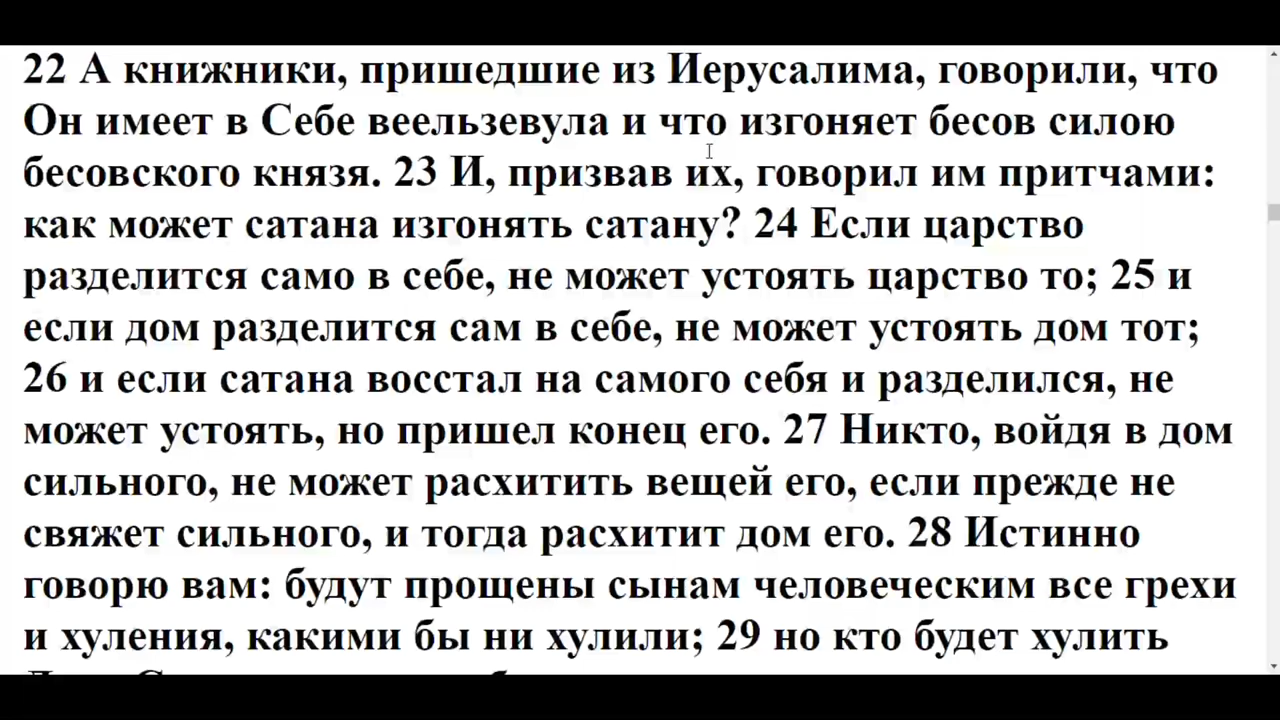 22 А книжники, пришедшие из Иерусалима, говорили, что
Он имеет в Себе веельзевула и что изгоняет бесов силою
бесовского князя. 23 И, призвав их, говорил им притчами:
как может сатана изгонять сатану? 24 Если царство
разделится само в себе, не может устоять царство то; 25 и
если дом разделится сам в себе, не может устоять дом тот;
26 и если сатана восстал на самого себя и разделился, не
может устоять, но пришел конец его. 27 Никто, войдя в дом
сильного, не может расхитить вещей его, если прежде не
свяжет сильного, и тогда расхитит дом его. 28 Истинно
говорю вам: будут прощены сынам человеческим все грехи
и хуления, какими бы ни хулили; 29 но кто будет хулить